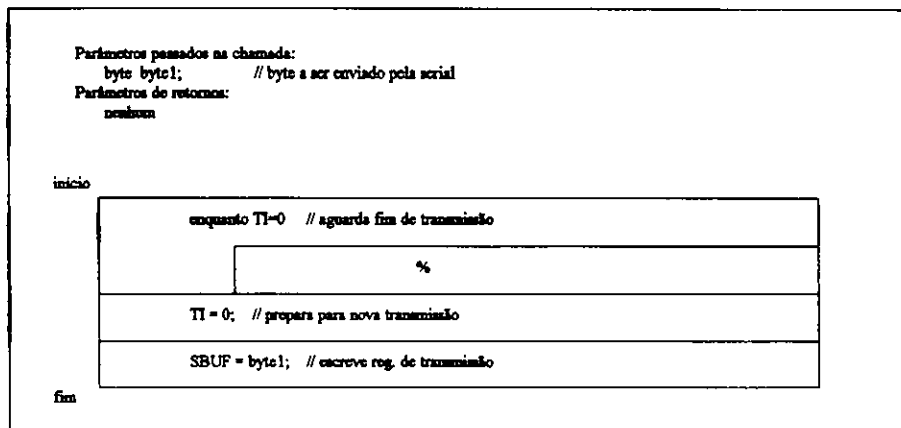 Parâmetros passados na chamada:
byte byte1; // byte a ser enviado pela serial
Parâmetros de retornos:
nenhum
início
enquanto TI=0 // aguarda fim de transmissão
%
TI = 0; // prepara para nova transmissão
SBUF = byte1; // escreve reg. de transmissão
fim